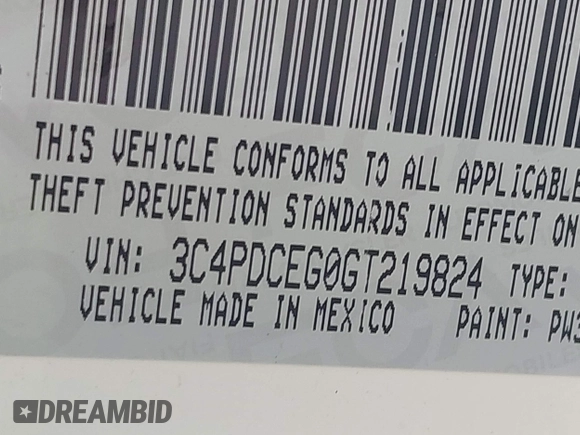 THIS VEHICLE CONFORMS TO ALL APPLICABLE
THEFT PREVENTION STANDARDS IN EFFECT ON
VIN: 3C4PDCEG0GT219824 TYPE:
VEHICLE MADE IN MEXICO PAINT: PW3
DREAMBID